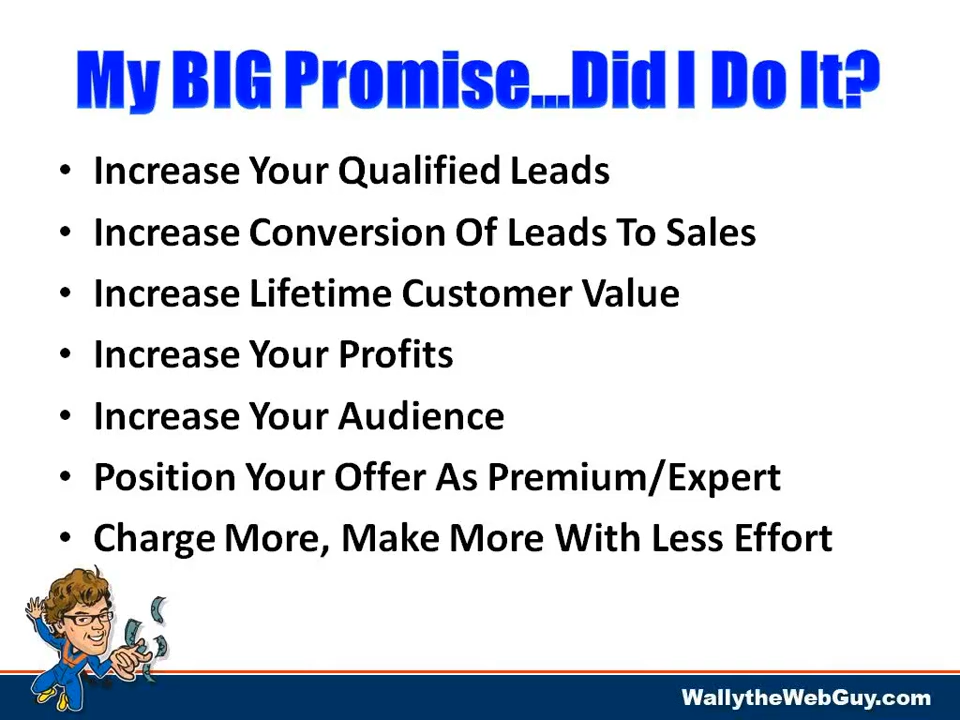 My BIG Promise...Did I Do It?
• Increase Your Qualified Leads
• Increase Conversion Of Leads To Sales
• Increase Lifetime Customer Value
• Increase Your Profits
• Increase Your Audience
• Position Your Offer As Premium/Expert
• Charge More, Make More With Less Effort
WallytheWebGuy.com